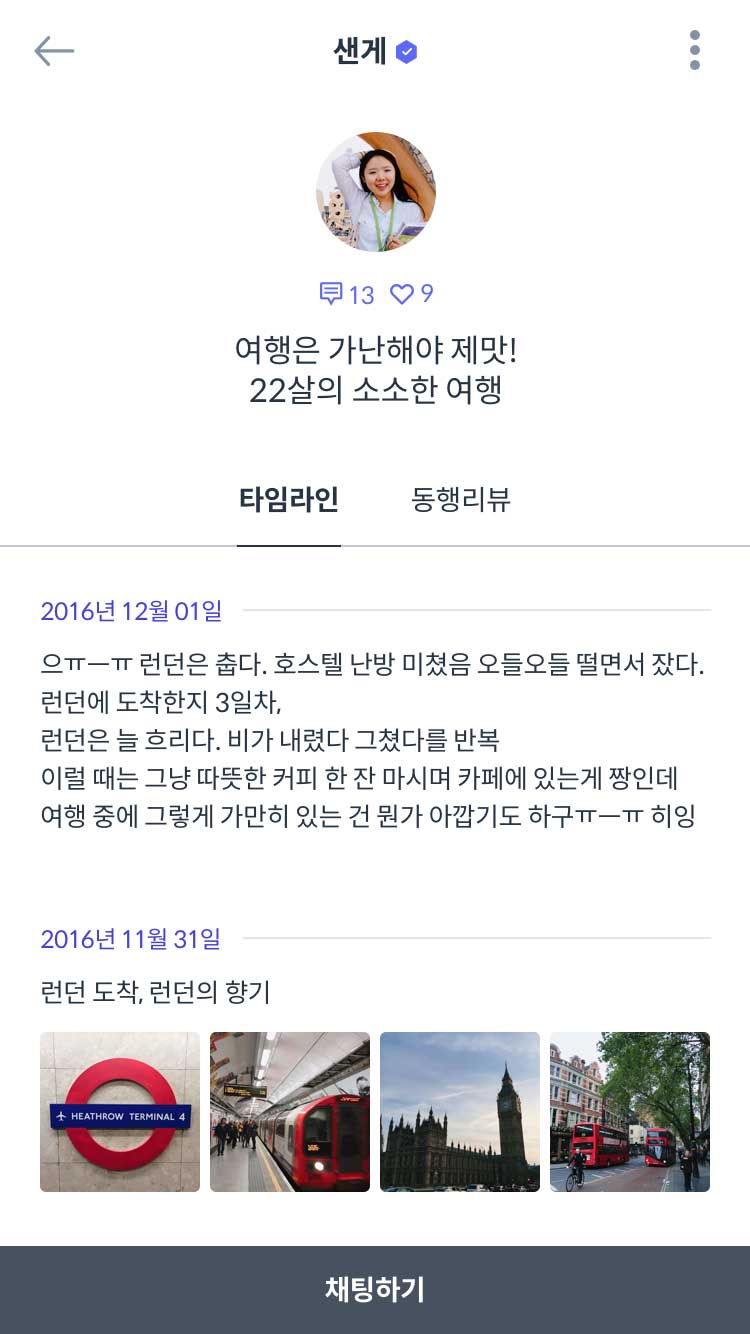 샌게
13 9
여행은 가난해야 제맛!
22살의 소소한 여행
타임라인 동행리뷰
2016년 12월 01일
으ㅠㅡㅠ 런던은 춥다. 호스텔 난방 미쳤음 오들오들 떨면서 잤다.
런던에 도착한지 3일차,
런던은 늘 흐리다. 비가 내렸다 그쳤다를 반복
이럴 때는 그냥 따뜻한 커피 한 잔 마시며 카페에 있는게 짱인데
여행 중에 그렇게 가만히 있는 건 뭔가 아깝기도 하구ㅠㅡㅠ 히잉
2016년 11월 31일
런던 도착, 런던의 향기
HEATHROW TERMINAL 4
채팅하기